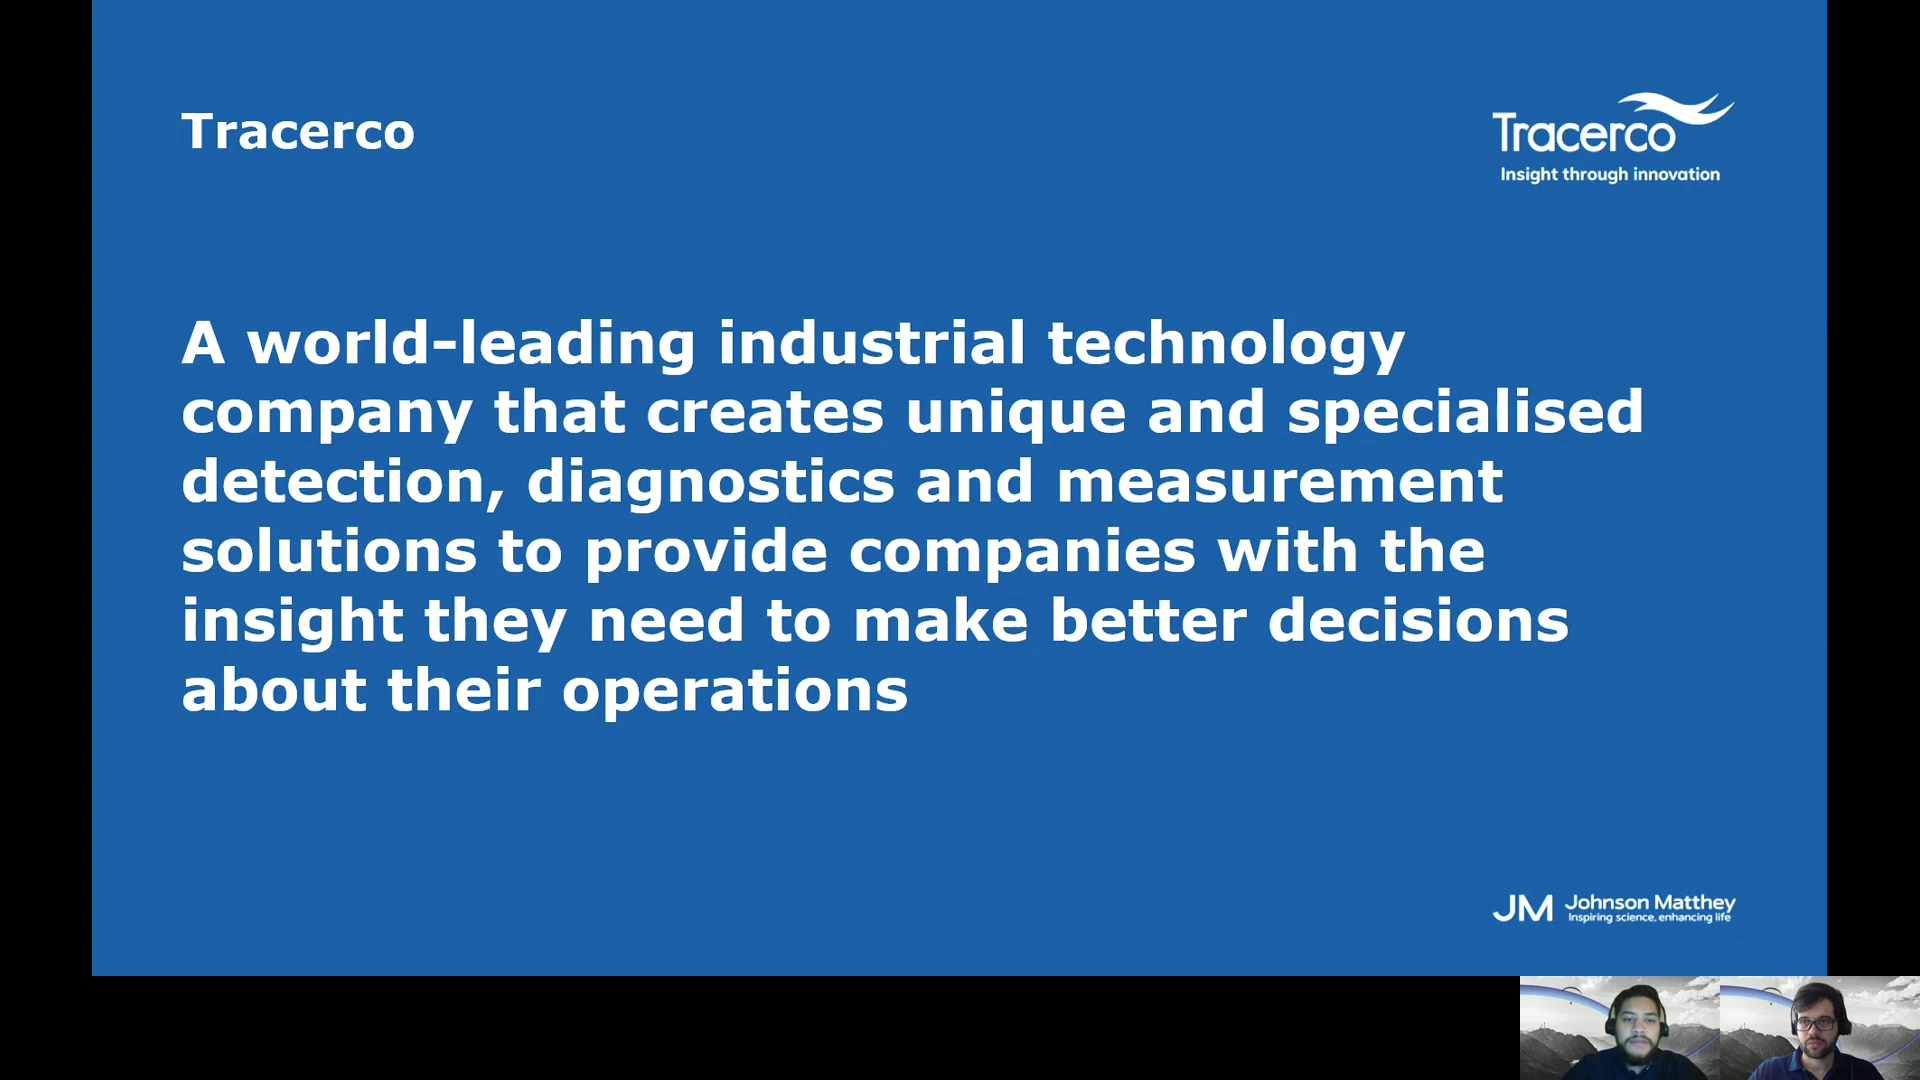 Tracerco
Tracerco
Insight through innovation
A world-leading industrial technology
company that creates unique and specialised
detection, diagnostics and measurement
solutions to provide companies with the
insight they need to make better decisions
about their operations
JM Johnson Matthey
Inspiring science, enhancing life